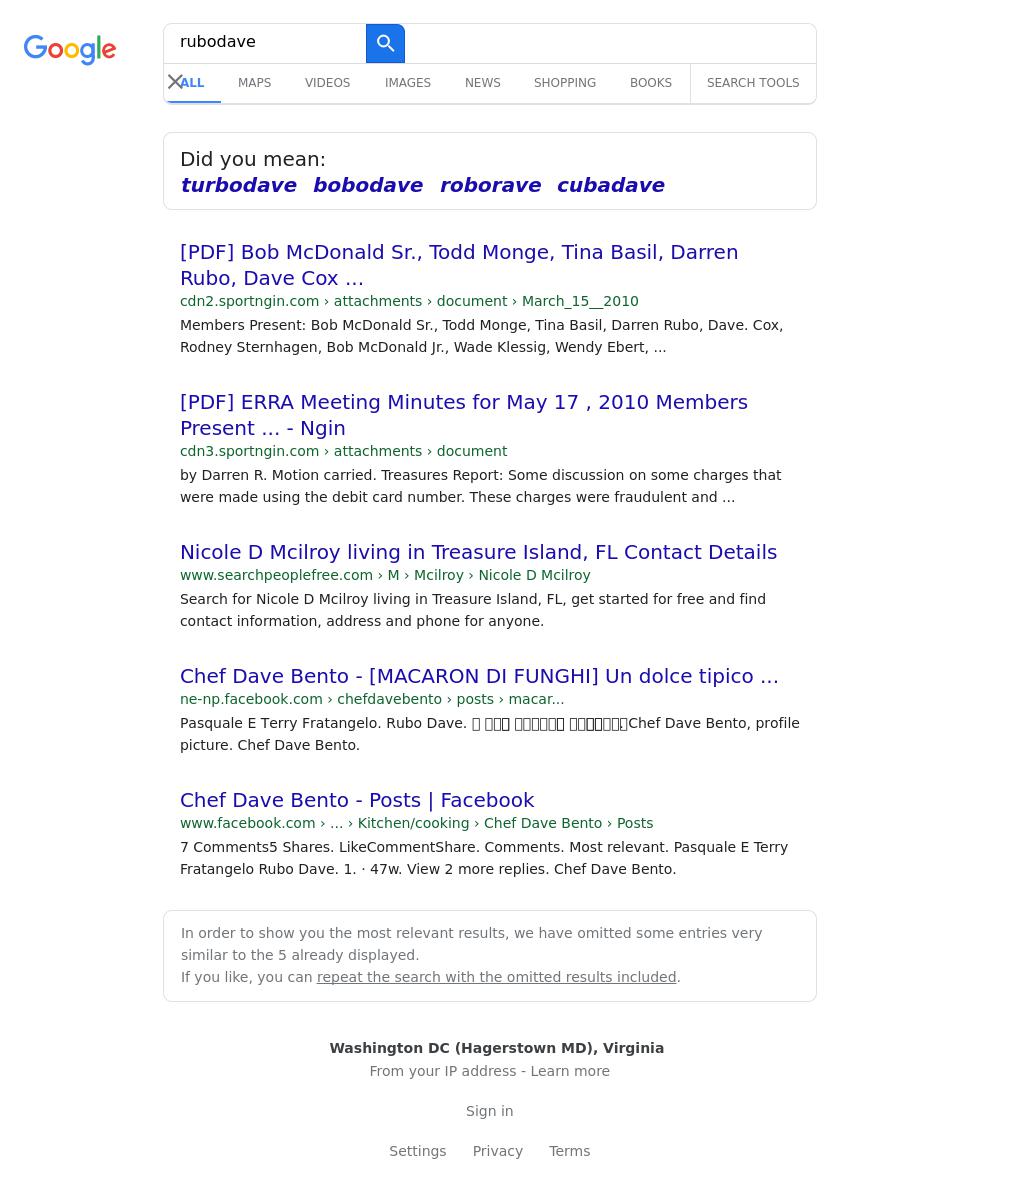 Google
rubodave
ALL MAPS VIDEOS IMAGES NEWS SHOPPING BOOKS SEARCH TOOLS
Did you mean:
turbodave bobodave roborave cubadave
[PDF] Bob McDonald Sr., Todd Monge, Tina Basil, Darren
Rubo, Dave Cox ...
cdn2.sportngin.com › attachments › document › March_15__2010
Members Present: Bob McDonald Sr., Todd Monge, Tina Basil, Darren Rubo, Dave. Cox,
Rodney Sternhagen, Bob McDonald Jr., Wade Klessig, Wendy Ebert, ...
[PDF] ERRA Meeting Minutes for May 17 , 2010 Members
Present ... - Ngin
cdn3.sportngin.com › attachments › document
by Darren R. Motion carried. Treasures Report: Some discussion on some charges that
were made using the debit card number. These charges were fraudulent and ...
Nicole D Mcilroy living in Treasure Island, FL Contact Details
www.searchpeoplefree.com › M › Mcilroy › Nicole D Mcilroy
Search for Nicole D Mcilroy living in Treasure Island, FL, get started for free and find
contact information, address and phone for anyone.
Chef Dave Bento - [MACARON DI FUNGHI] Un dolce tipico ...
ne-np.facebook.com › chefdavebento › posts › macar...
Pasquale E Terry Fratangelo. Rubo Dave. Chef Dave Bento, profile
picture. Chef Dave Bento.
Chef Dave Bento - Posts | Facebook
www.facebook.com › ... › Kitchen/cooking › Chef Dave Bento › Posts
7 Comments5 Shares. LikeCommentShare. Comments. Most relevant. Pasquale E Terry
Fratangelo Rubo Dave. 1. · 47w. View 2 more replies. Chef Dave Bento.
In order to show you the most relevant results, we have omitted some entries very
similar to the 5 already displayed.
If you like, you can repeat the search with the omitted results included.
Washington DC (Hagerstown MD), Virginia
From your IP address - Learn more
Sign in
Settings Privacy Terms